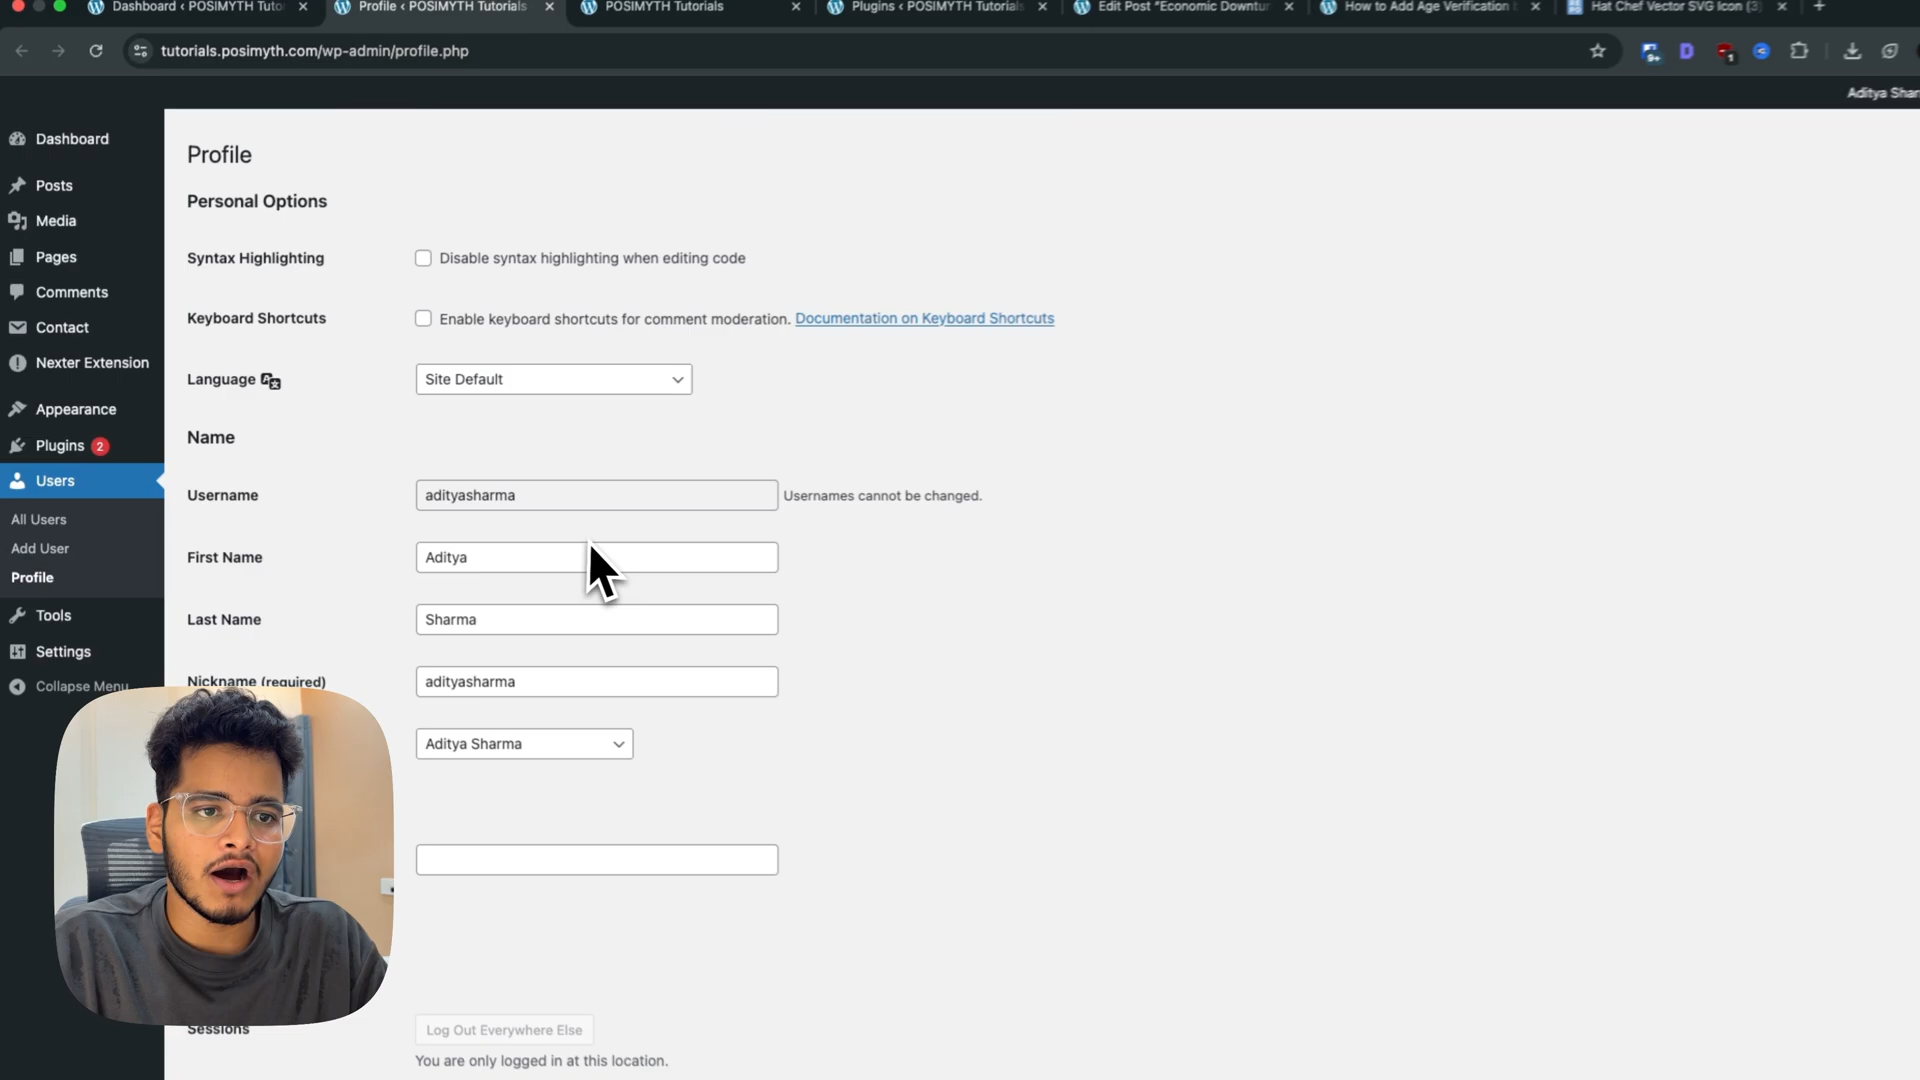 Dashboard ‹ POSIMYTH Tuto
Profile ‹ POSIMYTH Tutorials
POSIMYTH Tutorials
Plugins ‹ POSIMYTH Tutorials
Edit Post "Economic Downtur
How to Add Age Verification
Hat Chef Vector SVG Icon (3)
tutorials.posimyth.com/wp-admin/profile.php
9+
D
1
Aditya Shar
Dashboard
Posts
Media
Pages
Comments
Contact
Nexter Extension
Appearance
Plugins 2
Users
All Users
Add User
Profile
Tools
Settings
Collapse Menu
Profile
Personal Options
Syntax Highlighting
Disable syntax highlighting when editing code
Keyboard Shortcuts
Enable keyboard shortcuts for comment moderation. Documentation on Keyboard Shortcuts
Language
Site Default
Name
Username
adityasharma
Usernames cannot be changed.
First Name
Aditya
Last Name
Sharma
Nickname (required)
adityasharma
Aditya Sharma
Sessions
Log Out Everywhere Else
You are only logged in at this location.